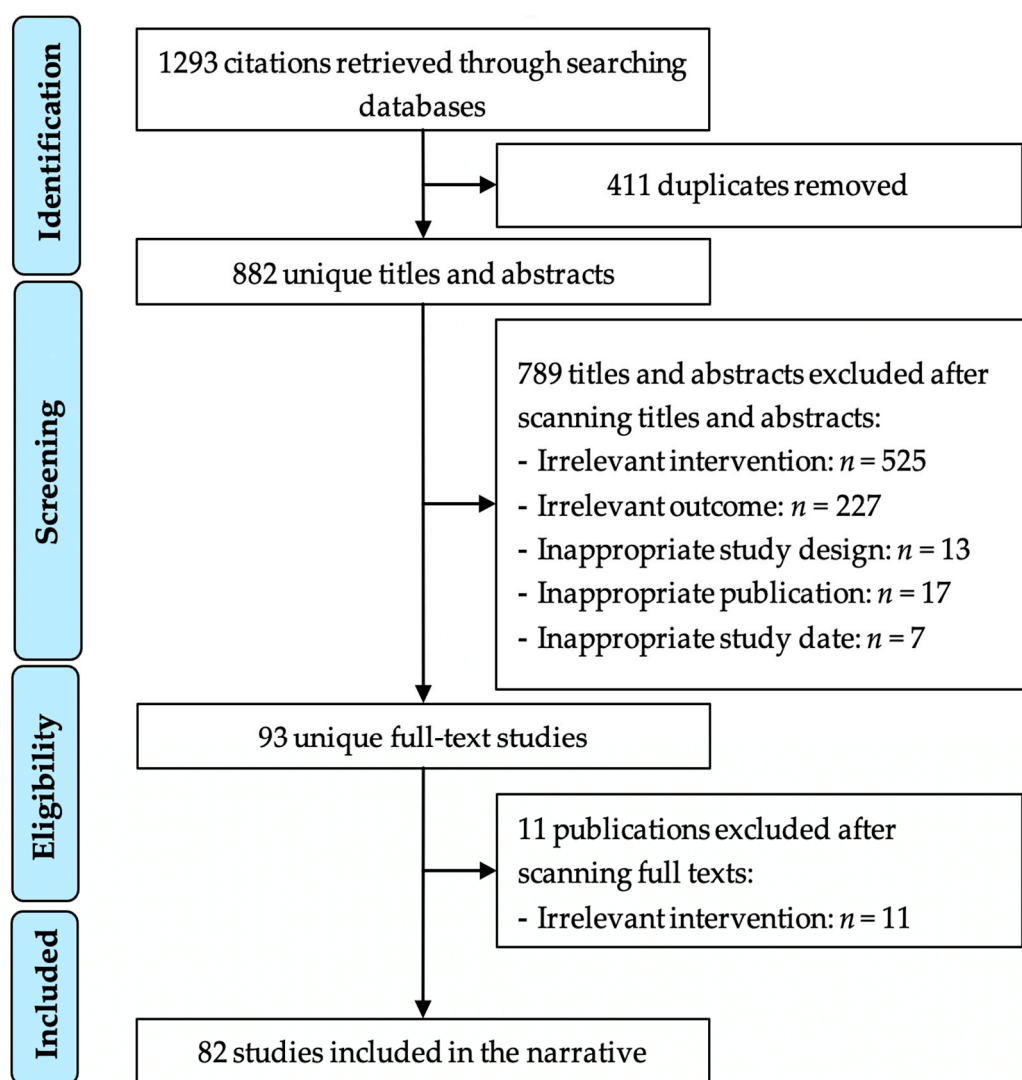 Identification
1293 citations retrieved through searching
databases
411 duplicates removed
882 unique titles and abstracts
Screening
789 titles and abstracts excluded after
scanning titles and abstracts:
- Irrelevant intervention: n = 525
- Irrelevant outcome: n = 227
- Inappropriate study design: n = 13
- Inappropriate publication: n = 17
- Inappropriate study date: n = 7
Eligibility
93 unique full-text studies
11 publications excluded after
scanning full texts:
- Irrelevant intervention: n = 11
Included
82 studies included in the narrative